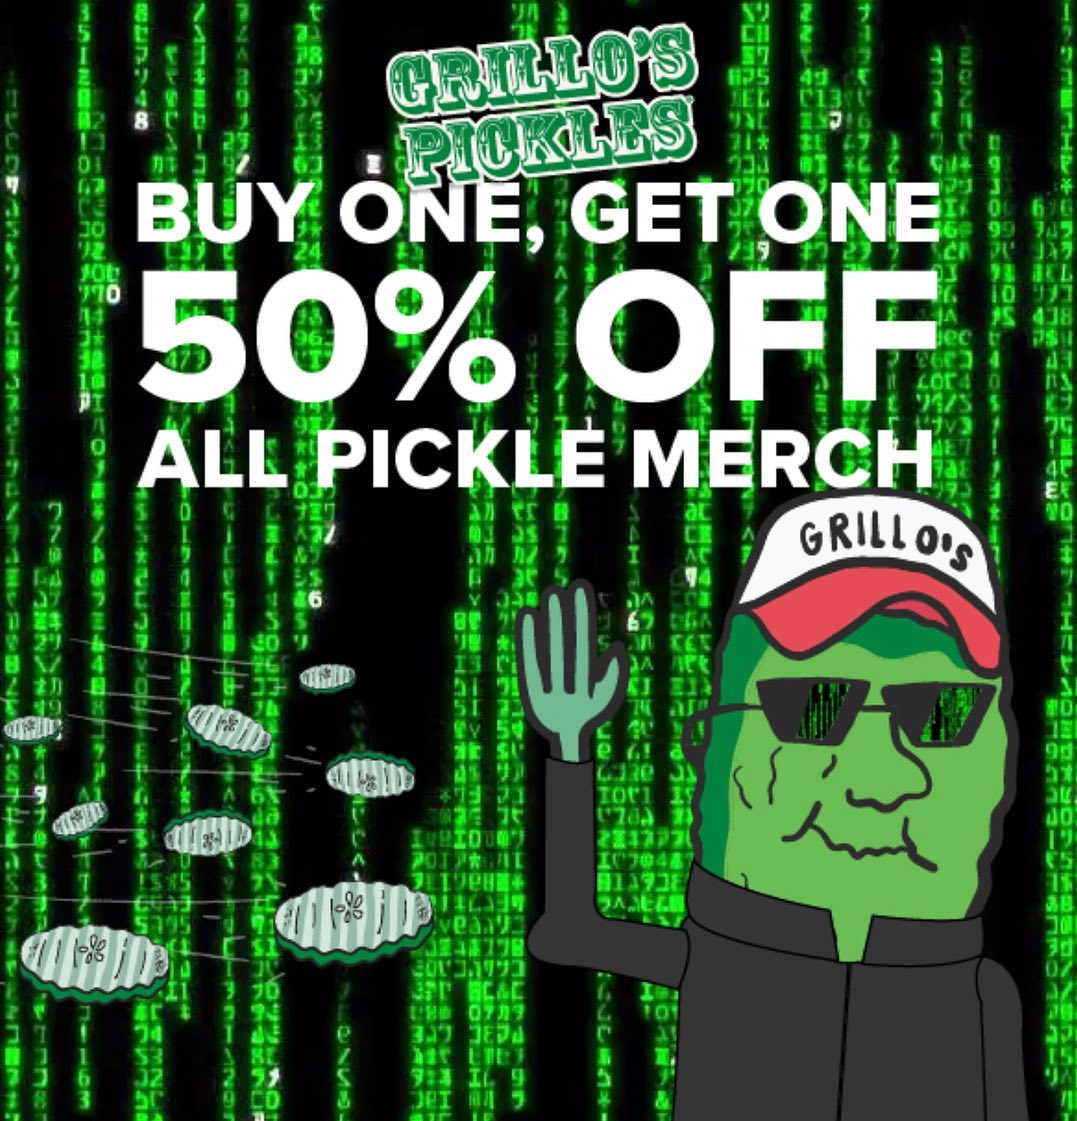 GRILLO'S
PICKLES
BUY ONE, GET ONE
50% OFF
ALL PICKLE MERCH
GRILLO'S